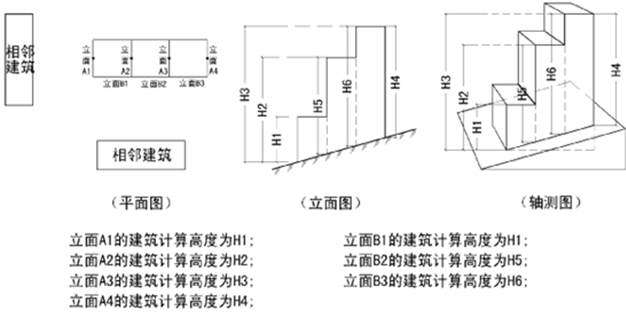 相邻
建筑
立面A1
立面A2
立面A3
立面A4
立面B1 立面B2 立面B3
相邻建筑
H3
H2
H1
H5
H6
H4
H3
H2
H1
H5
H6
H4
（平面图）
（立面图）
（轴测图）
立面A1的建筑计算高度为H1；
立面A2的建筑计算高度为H2；
立面A3的建筑计算高度为H3；
立面A4的建筑计算高度为H4；
立面B1的建筑计算高度为H1；
立面B2的建筑计算高度为H5；
立面B3的建筑计算高度为H6；